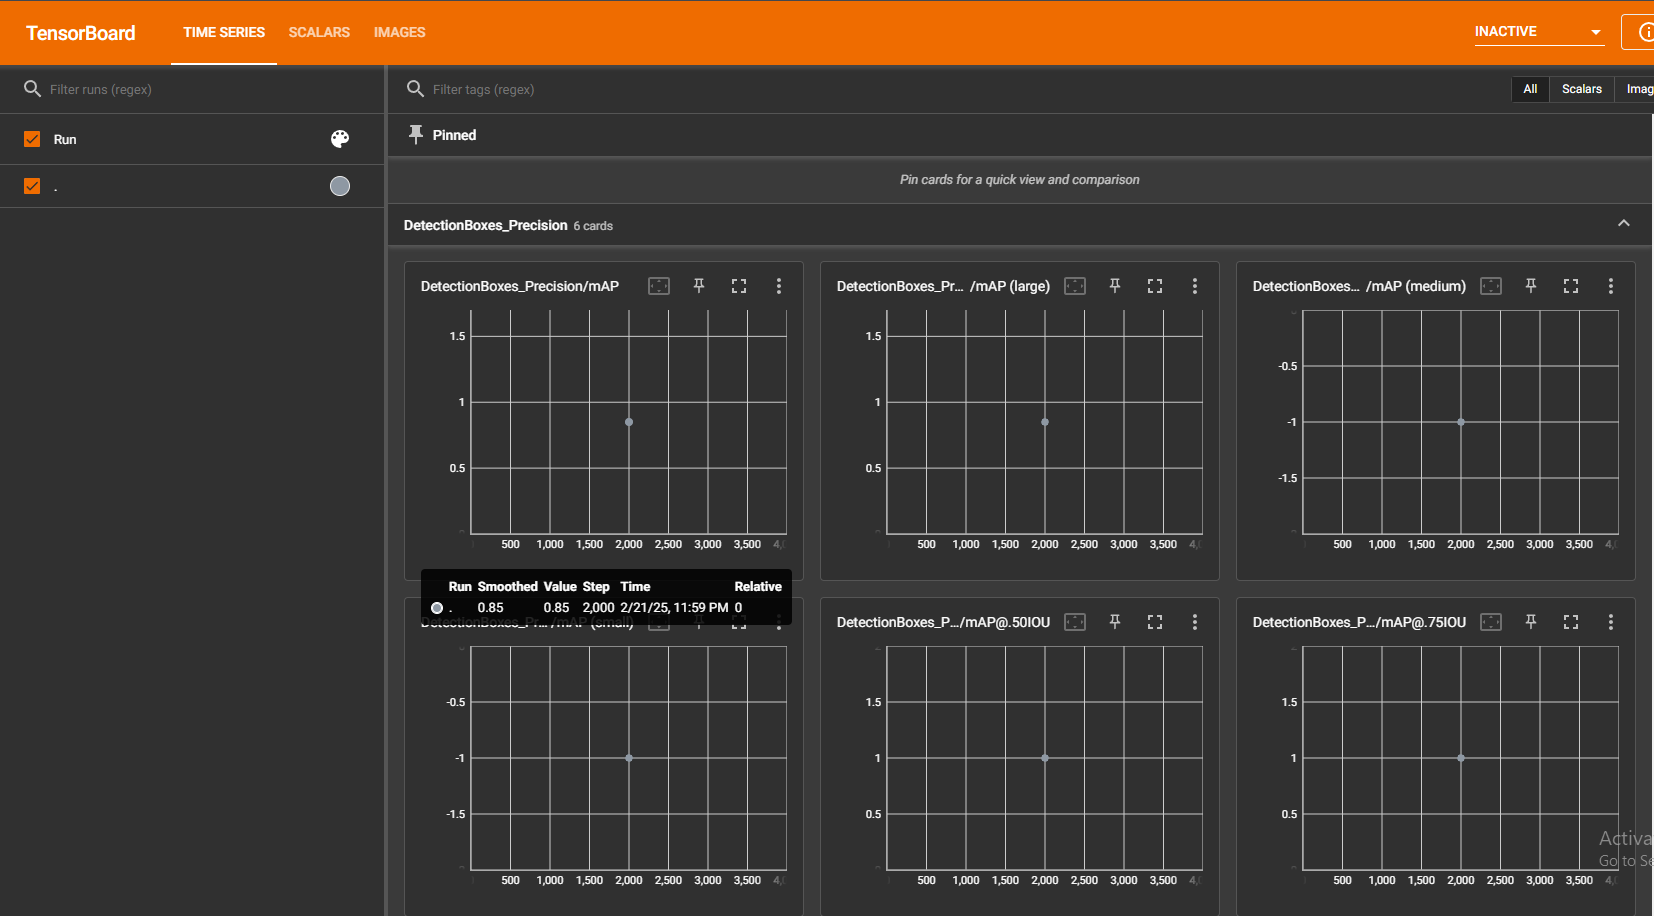 TensorBoard TIME SERIES SCALARS IMAGES INACTIVE
Filter runs (regex)
Filter tags (regex)
All Scalars Imag
Run
.
Pinned
Pin cards for a quick view and comparison
DetectionBoxes_Precision 6 cards
DetectionBoxes_Precision/mAP
1.5
1
0.5
500 1,000 1,500 2,000 2,500 3,000 3,500 4,0
DetectionBoxes_Pr... /mAP (large)
1.5
1
0.5
500 1,000 1,500 2,000 2,500 3,000 3,500 4,0
DetectionBoxes... /mAP (medium)
-0.5
-1
-1.5
500 1,000 1,500 2,000 2,500 3,000 3,500 4,0
Run Smoothed Value Step Time Relative
. 0.85 0.85 2,000 2/21/25, 11:59 PM 0
DetectionBoxes_Pr... /mAP (small)
-0.5
-1
-1.5
500 1,000 1,500 2,000 2,500 3,000 3,500 4,0
DetectionBoxes_P.../mAP@.50IOU
1.5
1
0.5
500 1,000 1,500 2,000 2,500 3,000 3,500 4,0
DetectionBoxes_P.../mAP@.75IOU
1.5
1
0.5
500 1,000 1,500 2,000 2,500 3,000 3,500 4,0
Activa
Go to Se